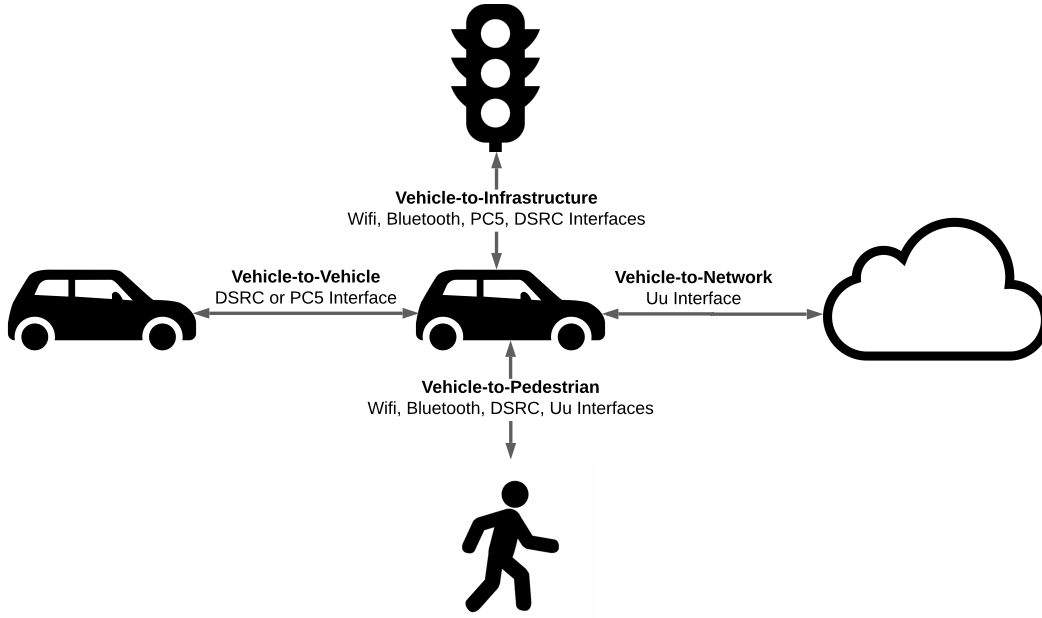 Vehicle-to-Infrastructure
Wifi, Bluetooth, PC5, DSRC Interfaces
Vehicle-to-Vehicle
DSRC or PC5 Interface
Vehicle-to-Network
Uu Interface
Vehicle-to-Pedestrian
Wifi, Bluetooth, DSRC, Uu Interfaces